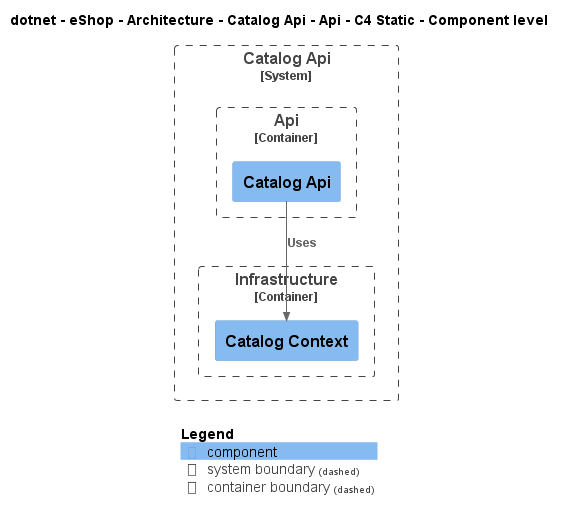 dotnet - eShop - Architecture - Catalog Api - Api - C4 Static - Component level
Catalog Api
[System]
Api
[Container]
Catalog Api
Uses
Infrastructure
[Container]
Catalog Context
Legend
component
system boundary (dashed)
container boundary (dashed)